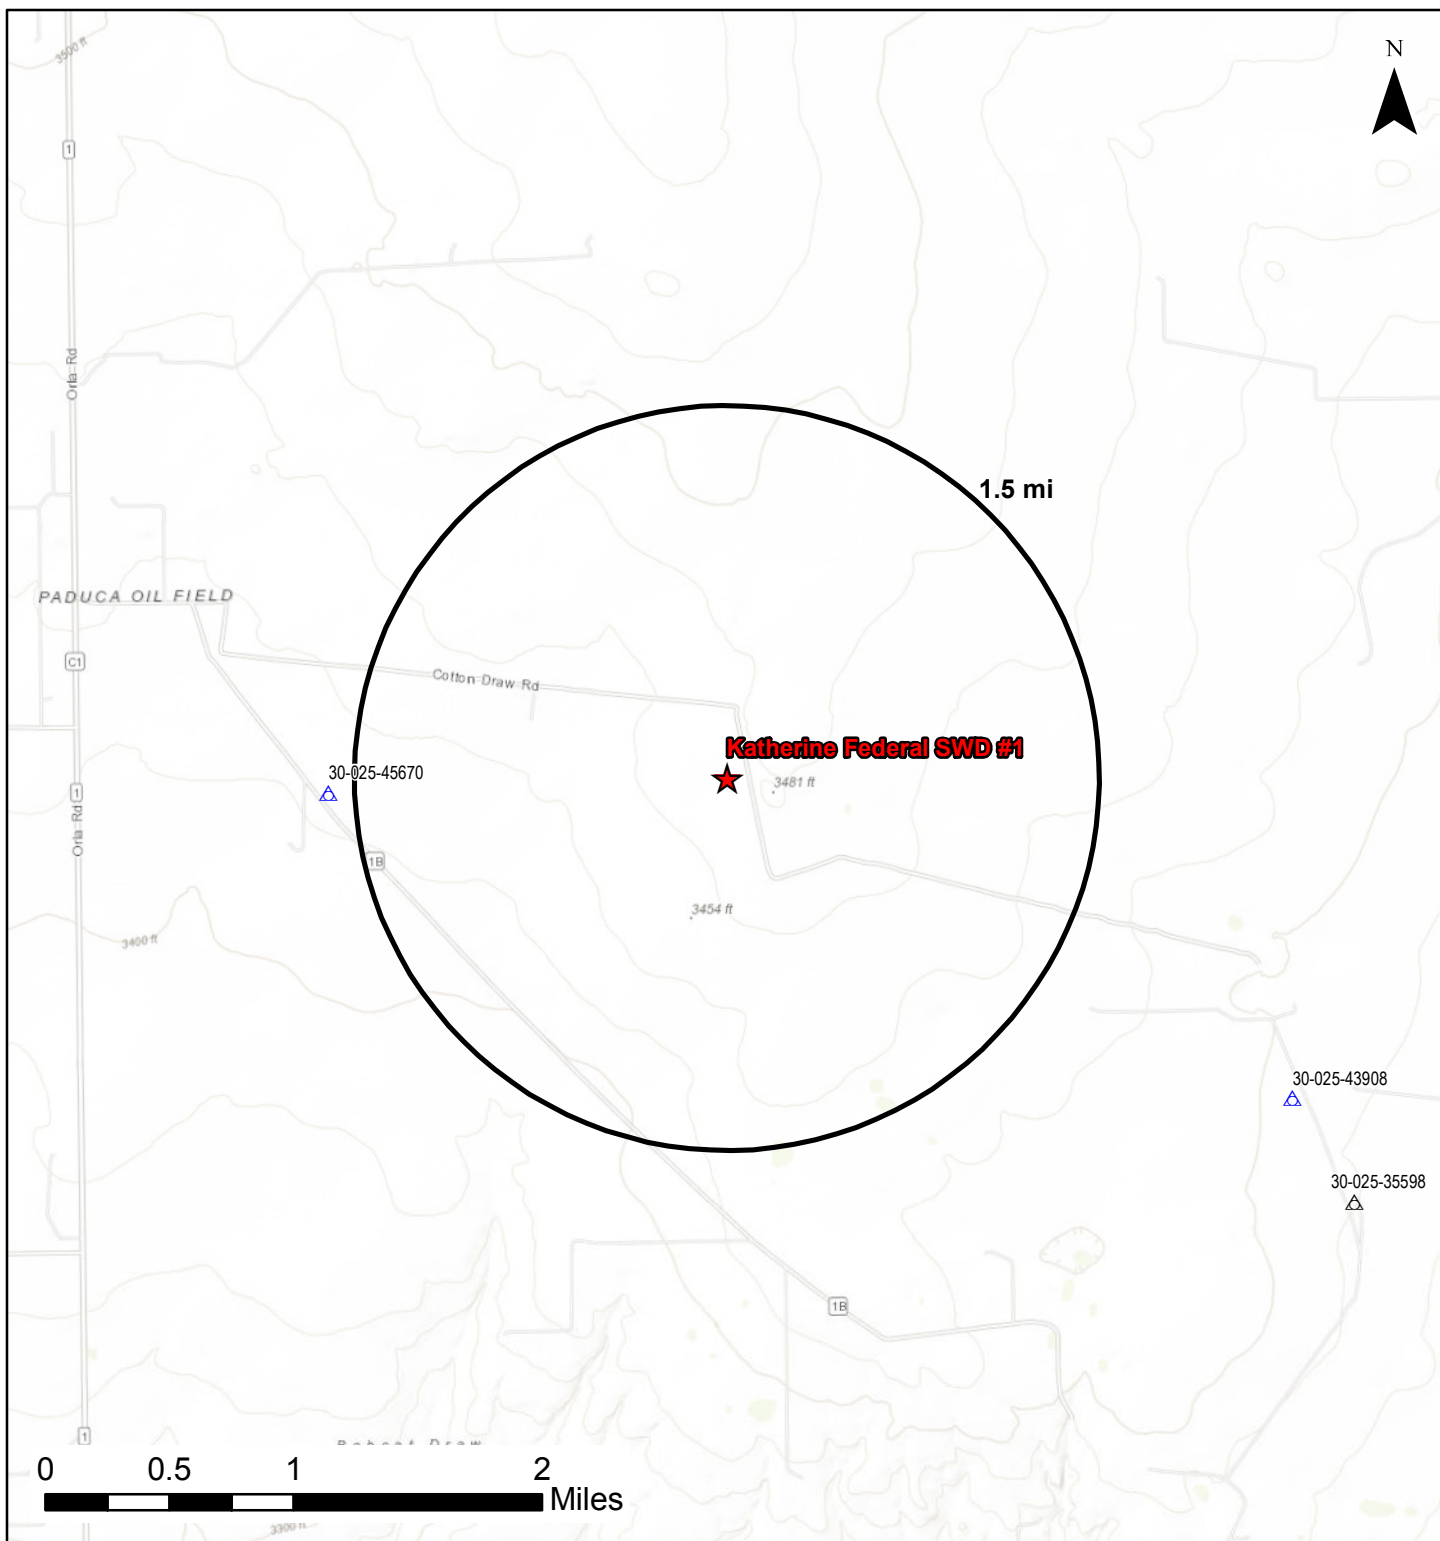 3500 ft
N
1
Orla Rd
1.5 mi
PADUCA OIL FIELD
C1
Cotton Draw Rd
Katherine Federal SWD #1
30-025-45670
3481 ft
1
Orla Rd
1B
3454 ft
3400 ft
30-025-43908
30-025-35598
1B
1
Bobcat Draw
0 0.5 1 2
Miles
3300 ft